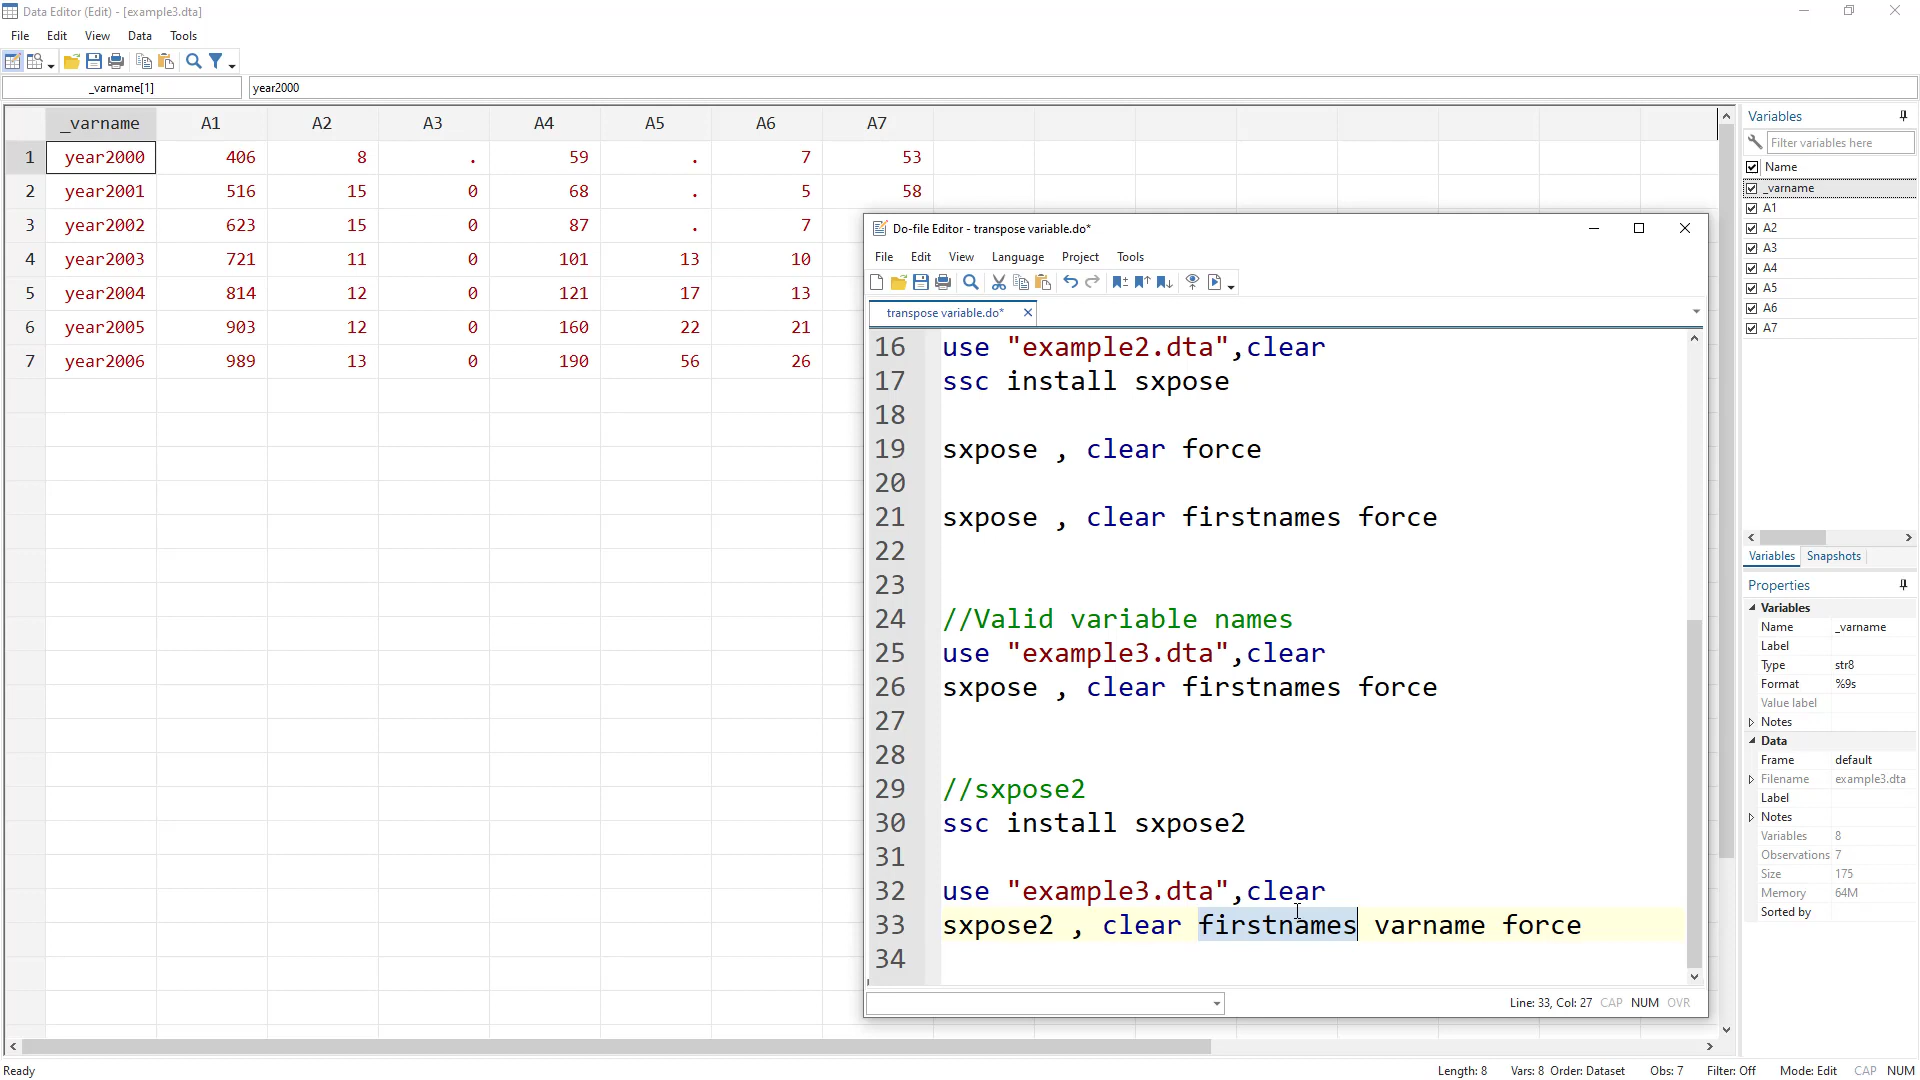 Data Editor (Edit) - [example3.dta]
File Edit View Data Tools
_varname[1] year2000
_varname A1 A2 A3 A4 A5 A6 A7
1 year2000 406 8 . 59 . 7 53
2 year2001 516 15 0 68 . 5 58
3 year2002 623 15 0 87 . 7
4 year2003 721 11 0 101 13 10
5 year2004 814 12 0 121 17 13
6 year2005 903 12 0 160 22 21
7 year2006 989 13 0 190 56 26
Do-file Editor - transpose variable.do*
File Edit View Language Project Tools
transpose variable.do*
16 use "example2.dta",clear
17 ssc install sxpose
18
19 sxpose , clear force
20
21 sxpose , clear firstnames force
22
23
24 //Valid variable names
25 use "example3.dta",clear
26 sxpose , clear firstnames force
27
28
29 //sxpose2
30 ssc install sxpose2
31
32 use "example3.dta",clear
33 sxpose2 , clear firstnames varname force
34
Line: 33, Col: 27 CAP NUM OVR
Variables
Filter variables here
Name
_varname
A1
A2
A3
A4
A5
A6
A7
Variables Snapshots
Properties
Variables
Name _varname
Label
Type str8
Format %9s
Value label
Notes
Data
Frame default
Filename example3.dta
Label
Notes
Variables 8
Observations 7
Size 175
Memory 64M
Sorted by
Ready Length: 8 Vars: 8 Order: Dataset Obs: 7 Filter: Off Mode: Edit CAP NUM